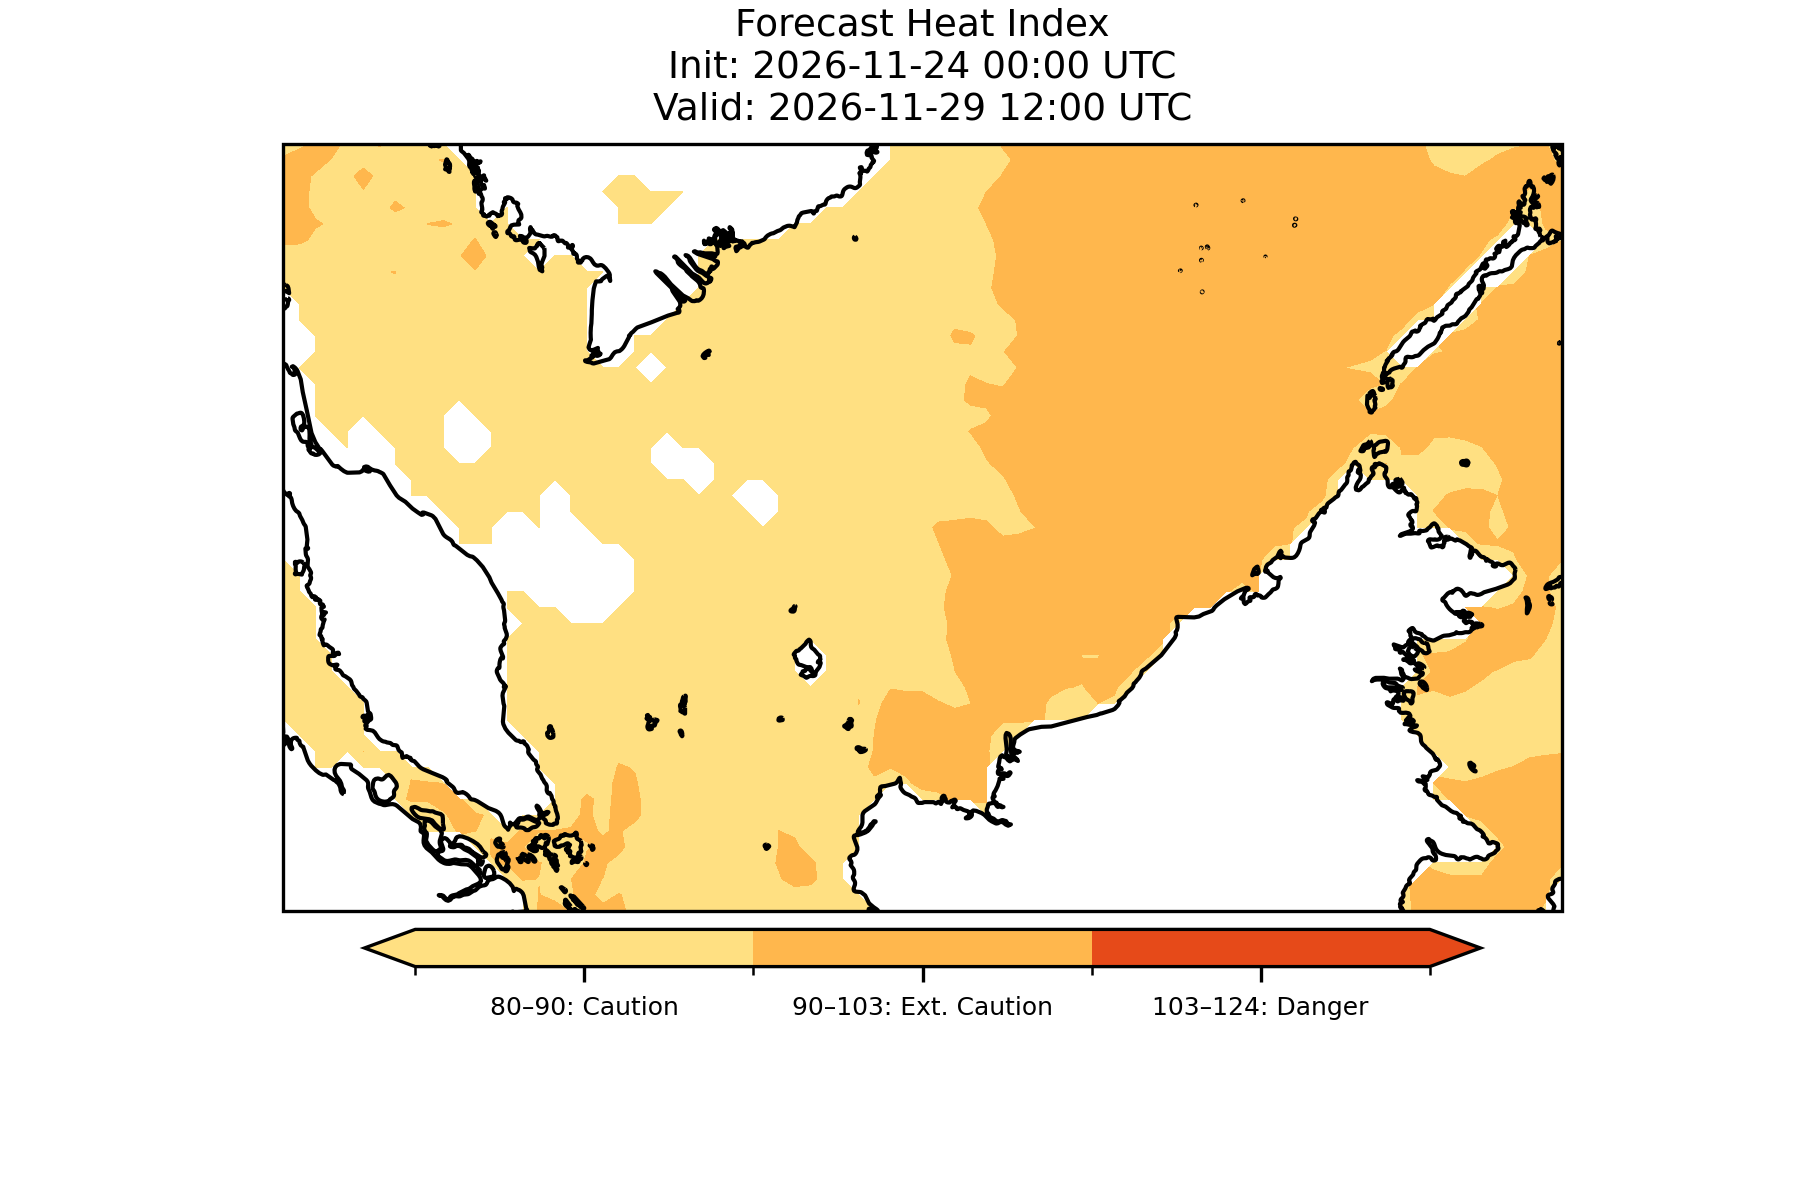 Forecast Heat Index
Init: 2026-11-24 00:00 UTC
Valid: 2026-11-29 12:00 UTC
80–90: Caution
90–103: Ext. Caution
103–124: Danger